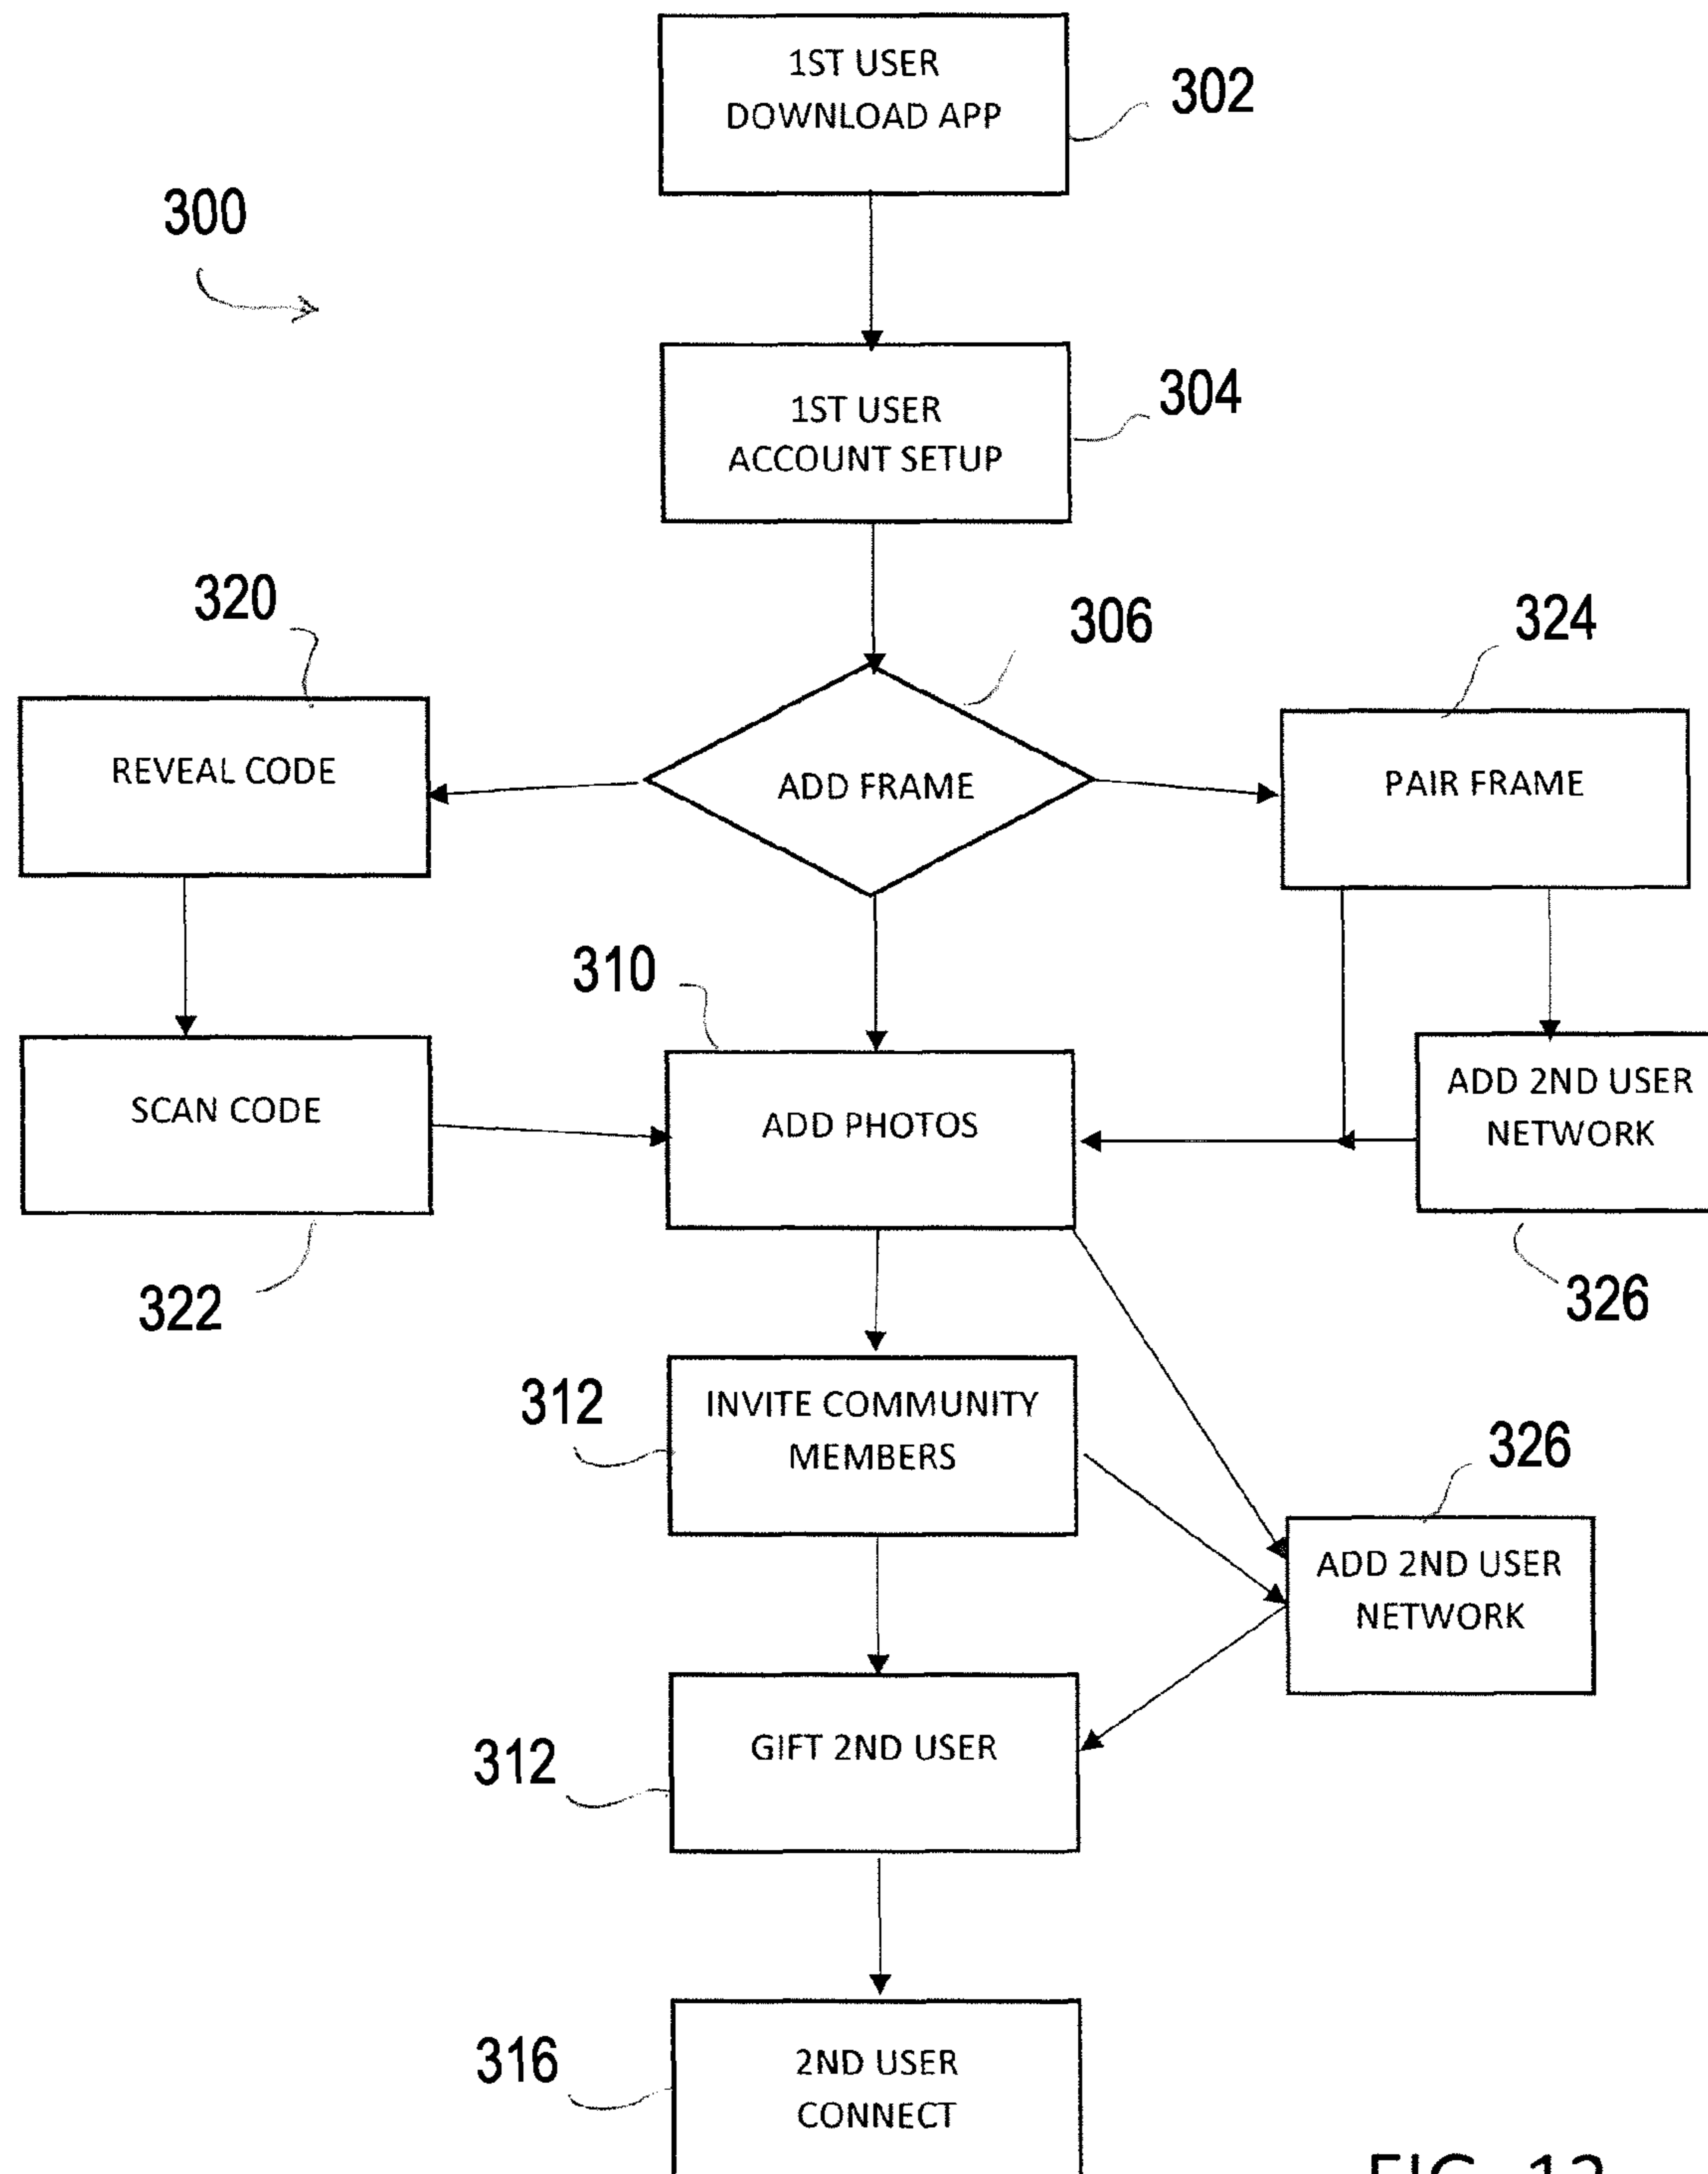 1ST USER
DOWNLOAD APP
302
300
1ST USER
ACCOUNT SETUP
304
320
306
324
REVEAL CODE
ADD FRAME
PAIR FRAME
310
SCAN CODE
ADD PHOTOS
ADD 2ND USER
NETWORK
322
326
312
INVITE COMMUNITY
MEMBERS
326
ADD 2ND USER
NETWORK
312
GIFT 2ND USER
316
2ND USER
CONNECT
FIG. 12